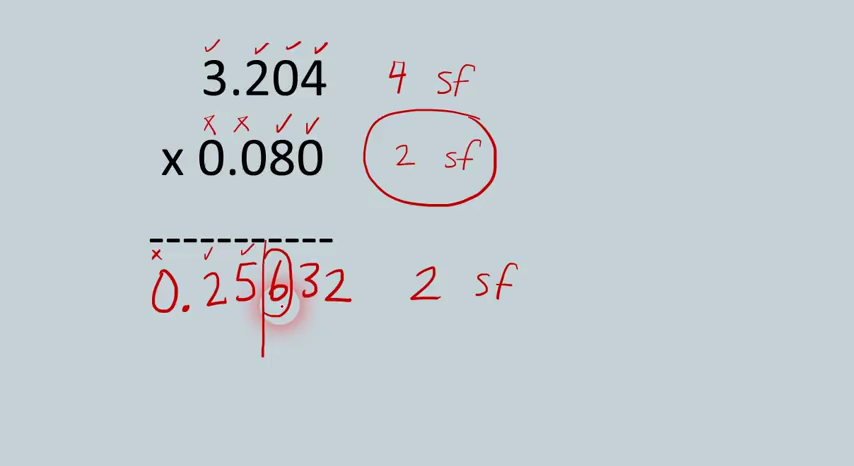 ✓ ✓ ✓ ✓
3.204 4 sf
x x ✓ ✓
x 0.080 2 sf
-----------
x ✓ ✓
0.25632 2 sf